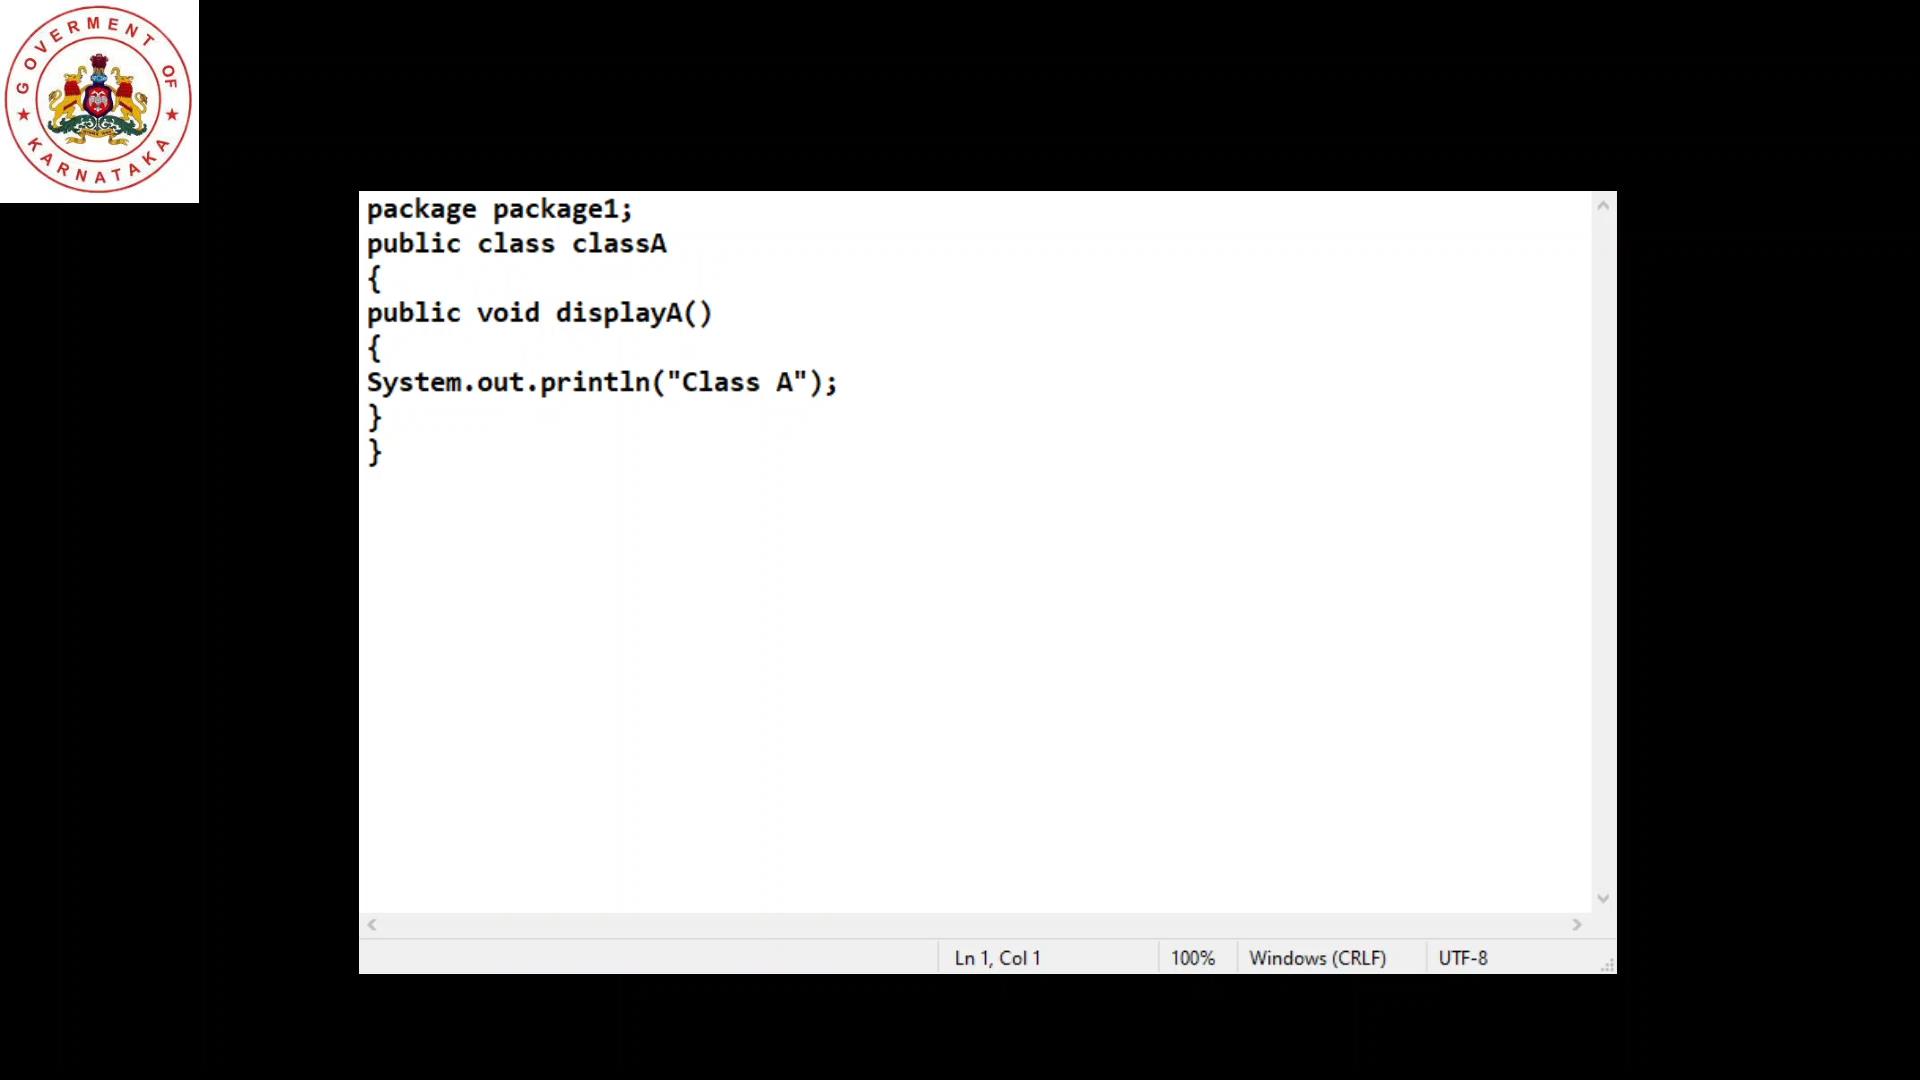 GOVERMENT OF
KARNATAKA
package package1;
public class classA
{
public void displayA()
{
System.out.println("Class A");
}
}
Ln 1, Col 1 100% Windows (CRLF) UTF-8